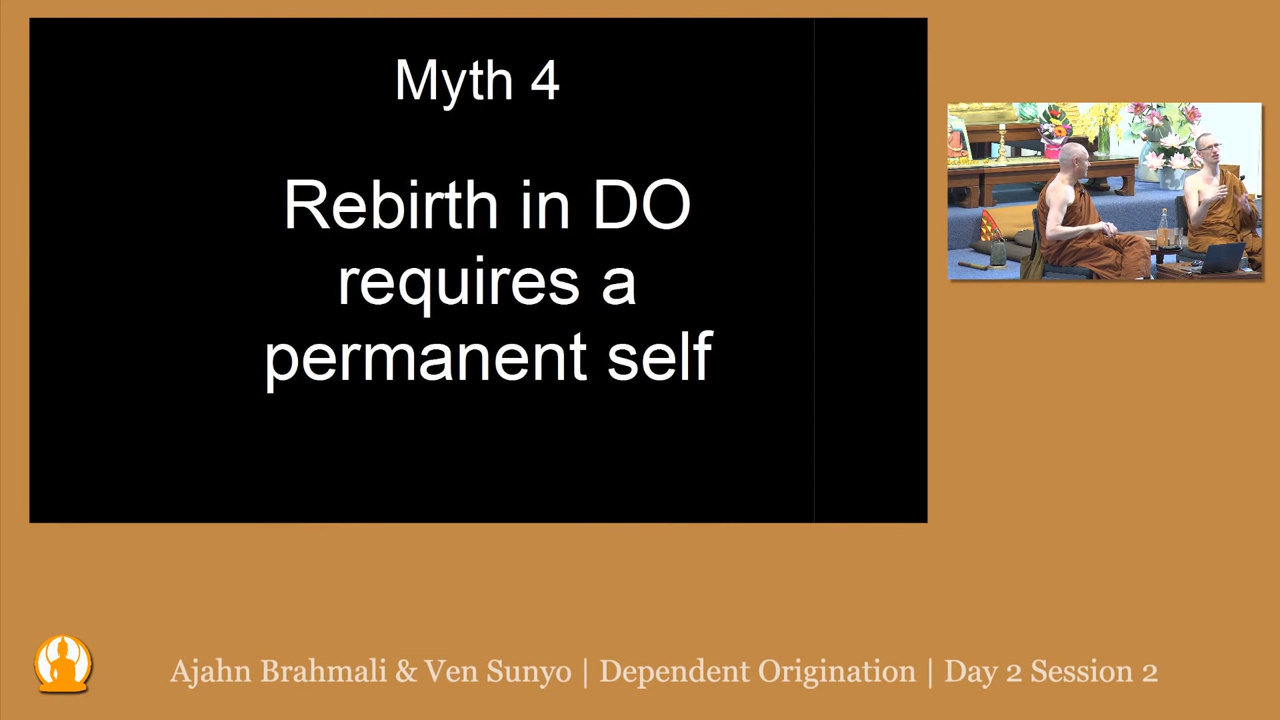 Myth 4
Rebirth in DO
requires a
permanent self
Ajahn Brahmali & Ven Sunyo | Dependent Origination | Day 2 Session 2